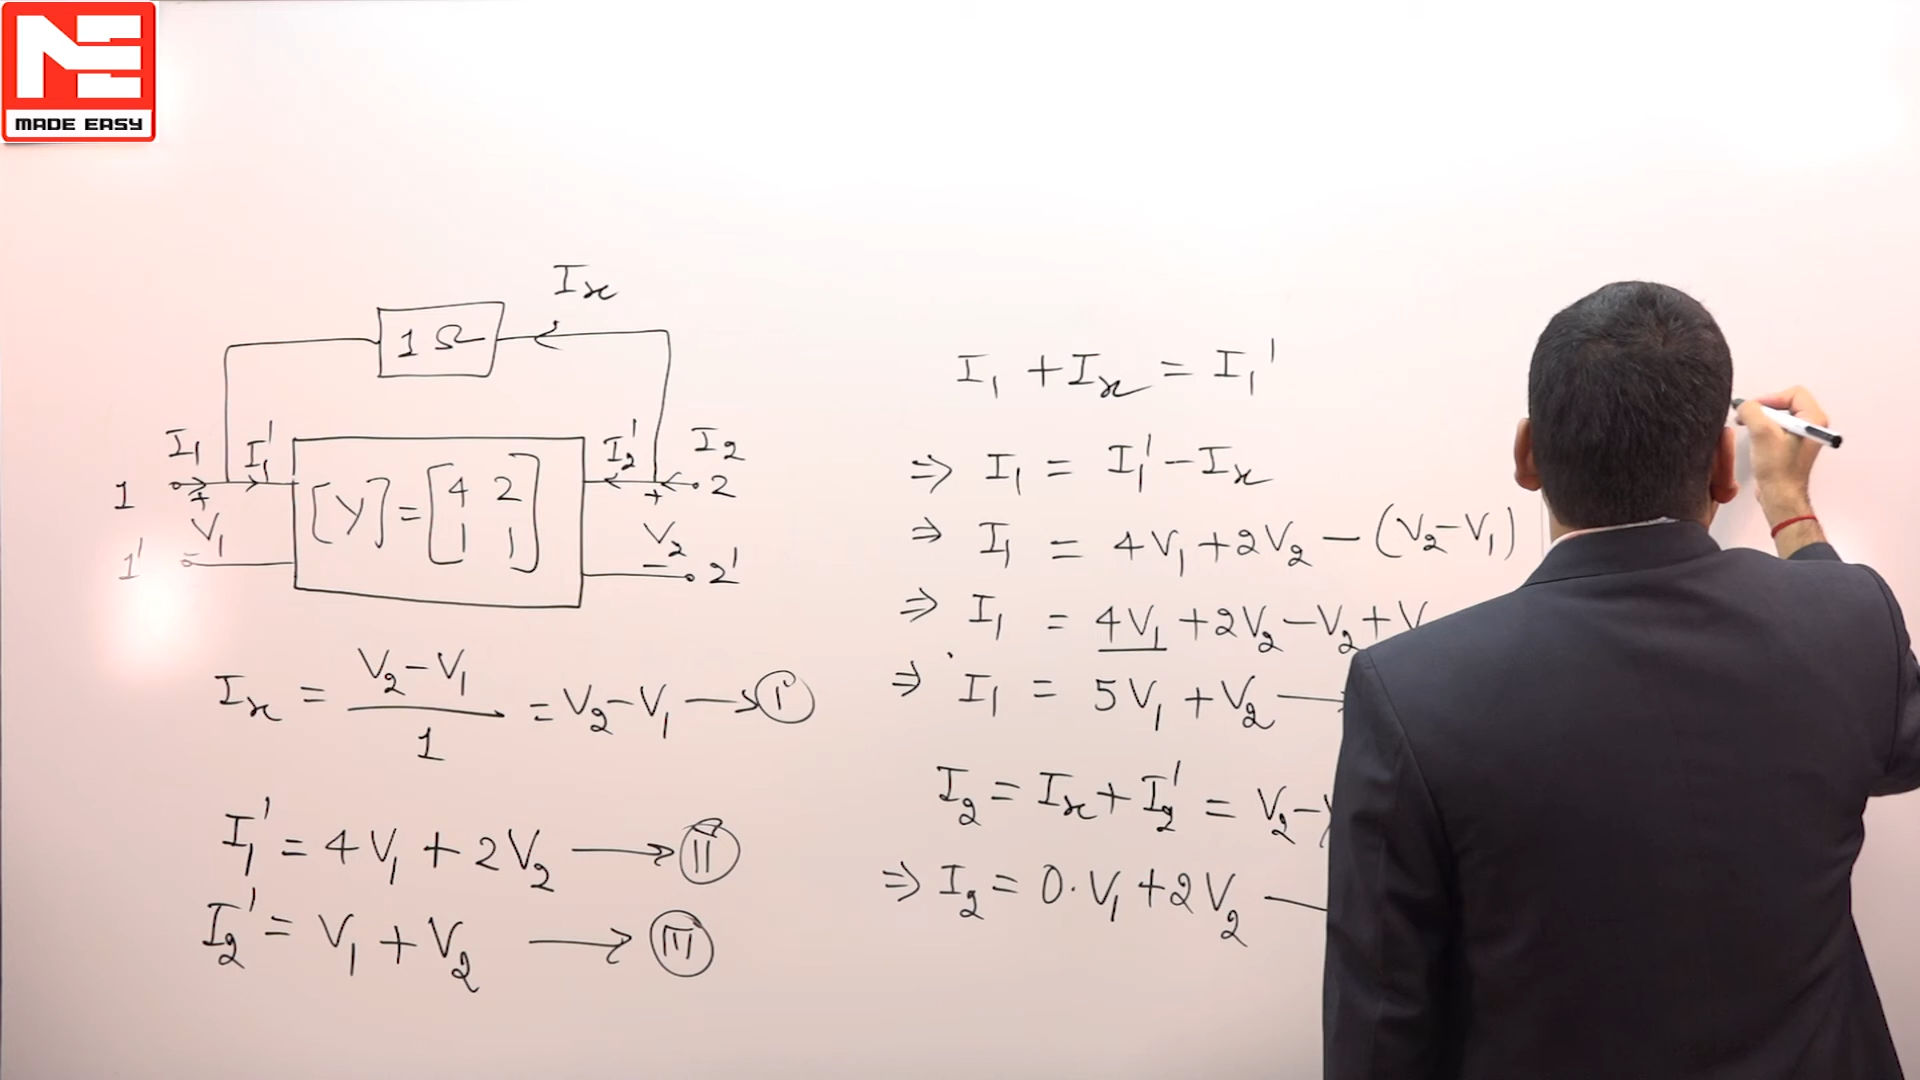 ME
MADE EASY
Ix
1 Ω
I1 I1' I2' I2
1 + + 2
V1 [Y] = [4 2
1 1] V2
1' − − 2'
Ix = (V2 − V1)/1 = V2 − V1 → I
I1' = 4V1 + 2V2 → II
I2' = V1 + V2 → III
I1 + Ix = I1'
⇒ I1 = I1' − Ix
⇒ I1 = 4V1 + 2V2 − (V2 − V1)
⇒ I1 = 4V1 + 2V2 − V2 + V
⇒ I1 = 5V1 + V2 —
I2 = Ix + I2' = V2 −
⇒ I2 = 0.V1 + 2V2 —